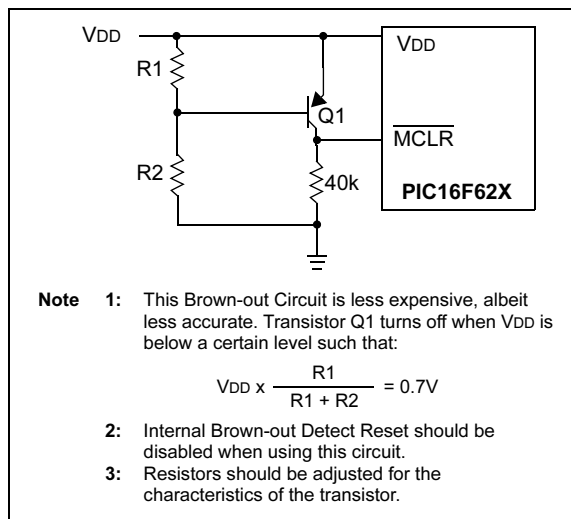 VDD
VDD
R1
Q1
MCLR
R2
40k
PIC16F62X
Note 1: This Brown-out Circuit is less expensive, albeit
less accurate. Transistor Q1 turns off when VDD is
below a certain level such that:
VDD x R1 / R1 + R2 = 0.7V
2: Internal Brown-out Detect Reset should be
disabled when using this circuit.
3: Resistors should be adjusted for the
characteristics of the transistor.